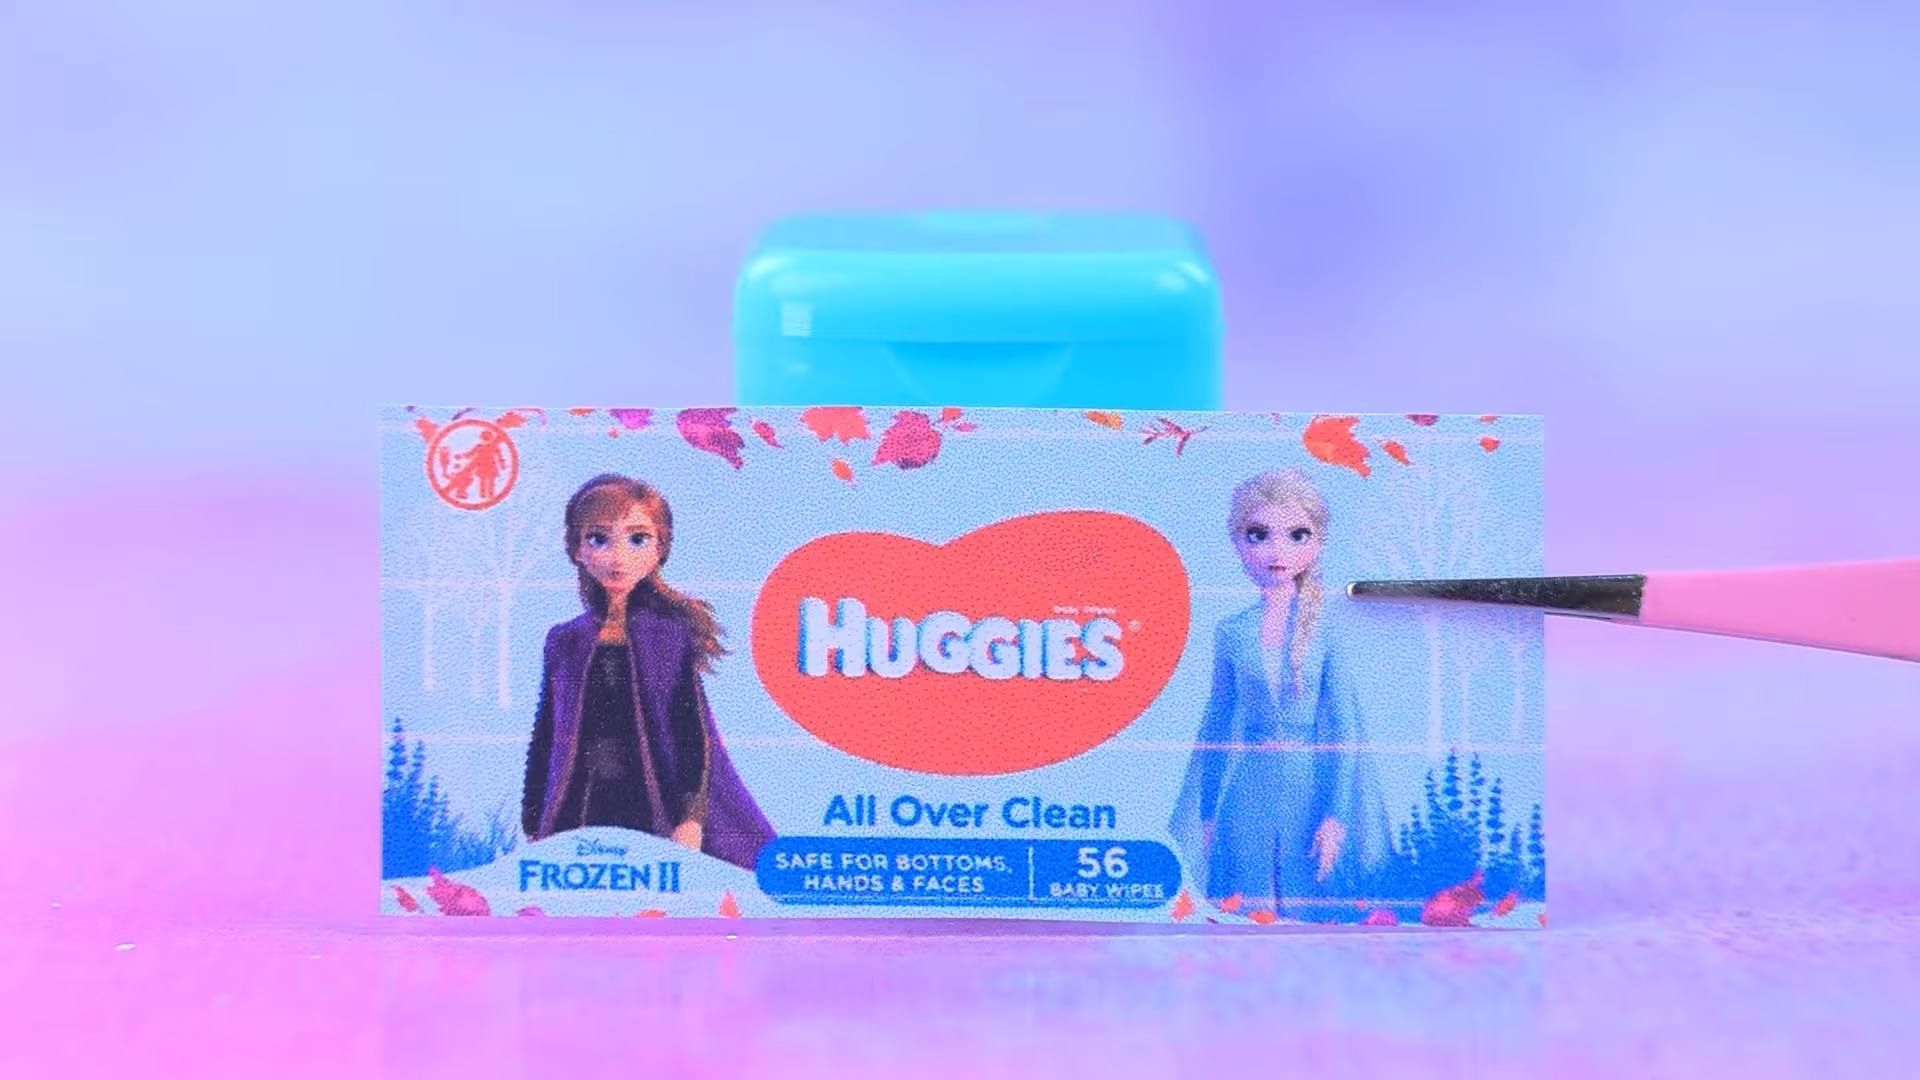 HUGGIES®
All Over Clean
SAFE FOR BOTTOMS,
HANDS & FACES
56
BABY WIPES
Disney
FROZEN II